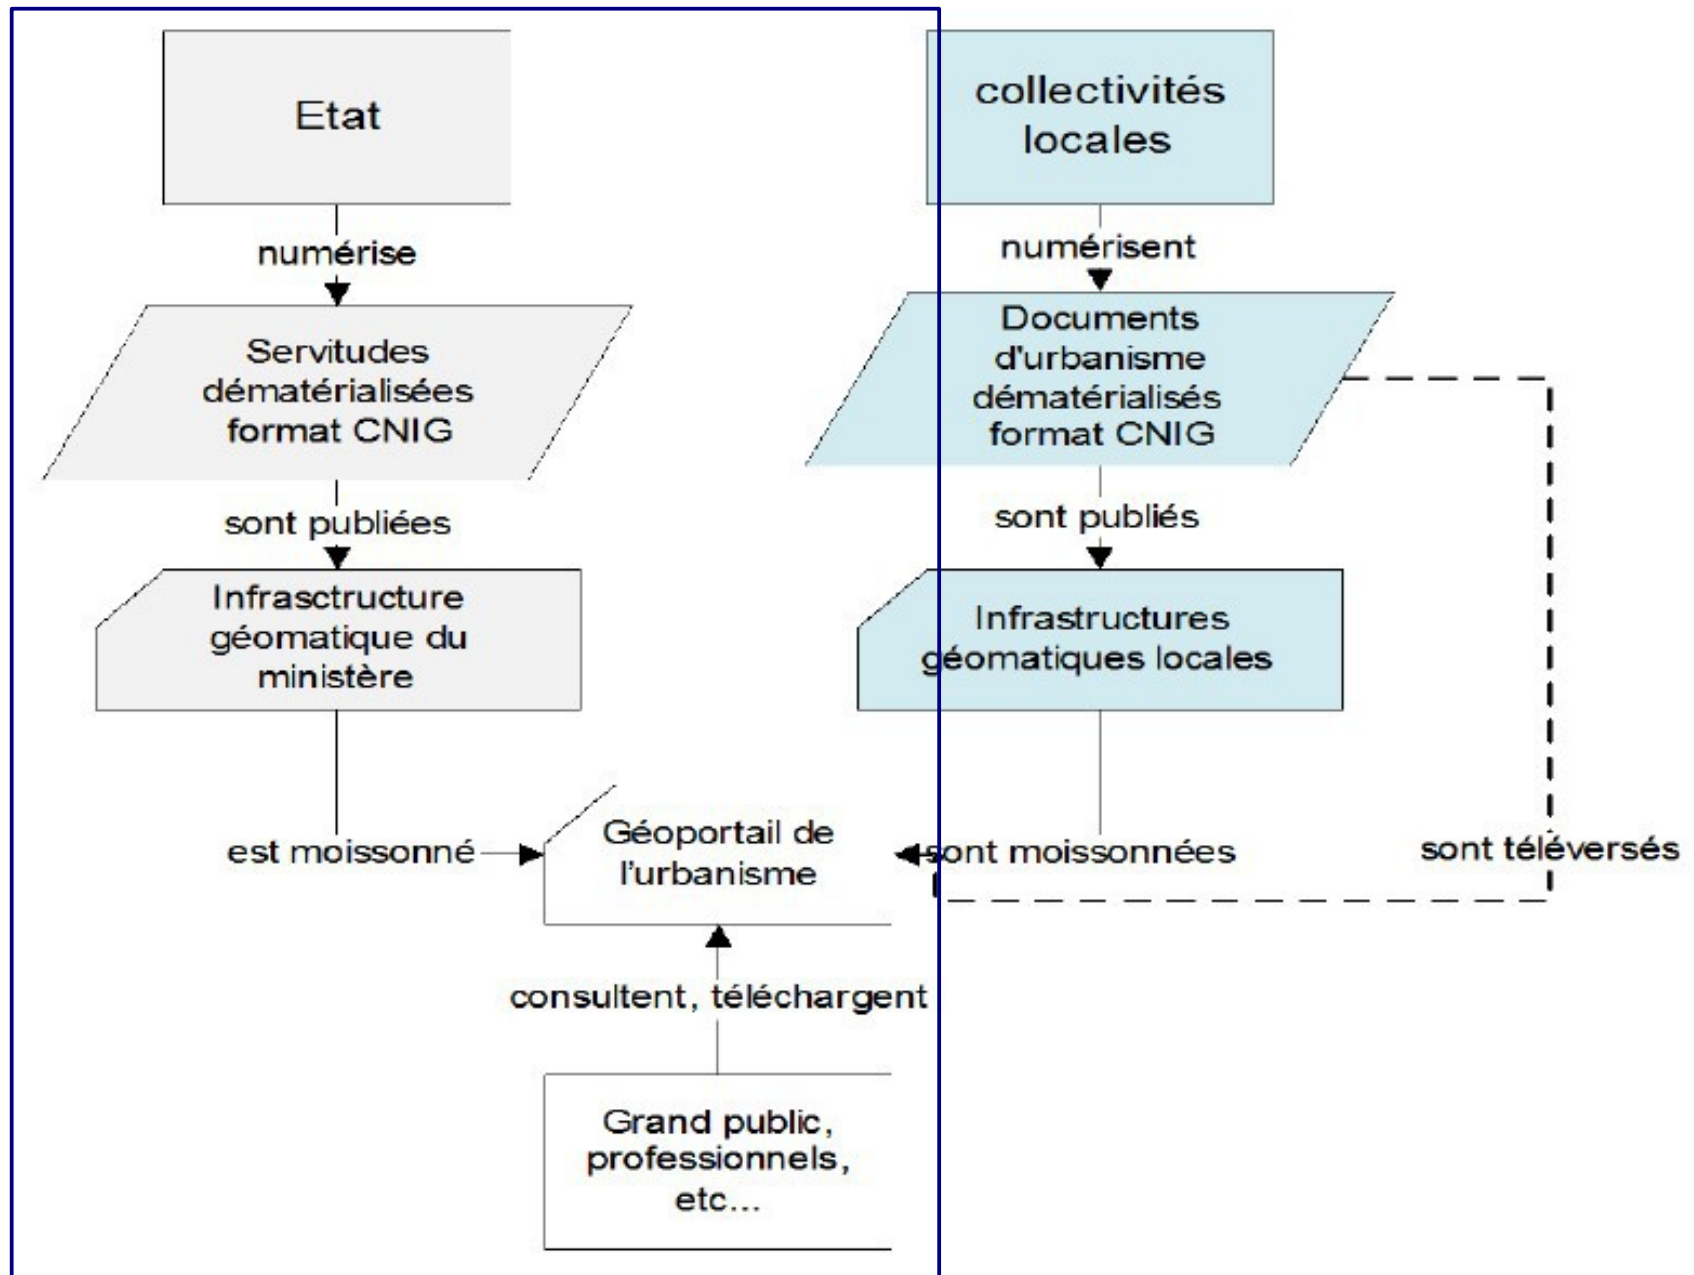 Etat
numérise
Servitudes
dématérialisées
format CNIG
sont publiées
Infrasctructure
géomatique du
ministère
est moissonné
collectivités
locales
numérisent
Documents
d'urbanisme
dématérialisés
format CNIG
sont publiés
Infrastructures
géomatiques locales
sont moissonnées
sont téléversés
Géoportail de
l'urbanisme
consultent, téléchargent
Grand public,
professionnels,
etc...